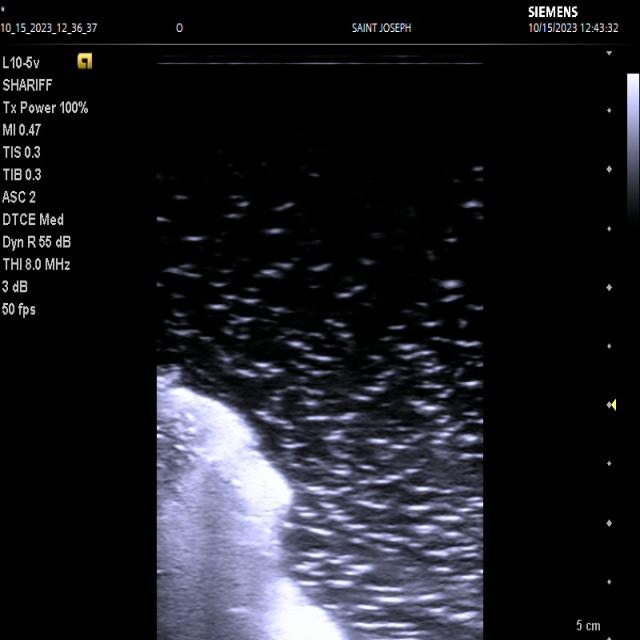 SIEMENS
10_15_2023_12_36_37 O SAINT JOSEPH 10/15/2023 12:43:32
L10-5v
SHARIFF
Tx Power 100%
MI 0.47
TIS 0.3
TIB 0.3
ASC 2
DTCE Med
Dyn R 55 dB
THI 8.0 MHz
3 dB
50 fps
5 cm